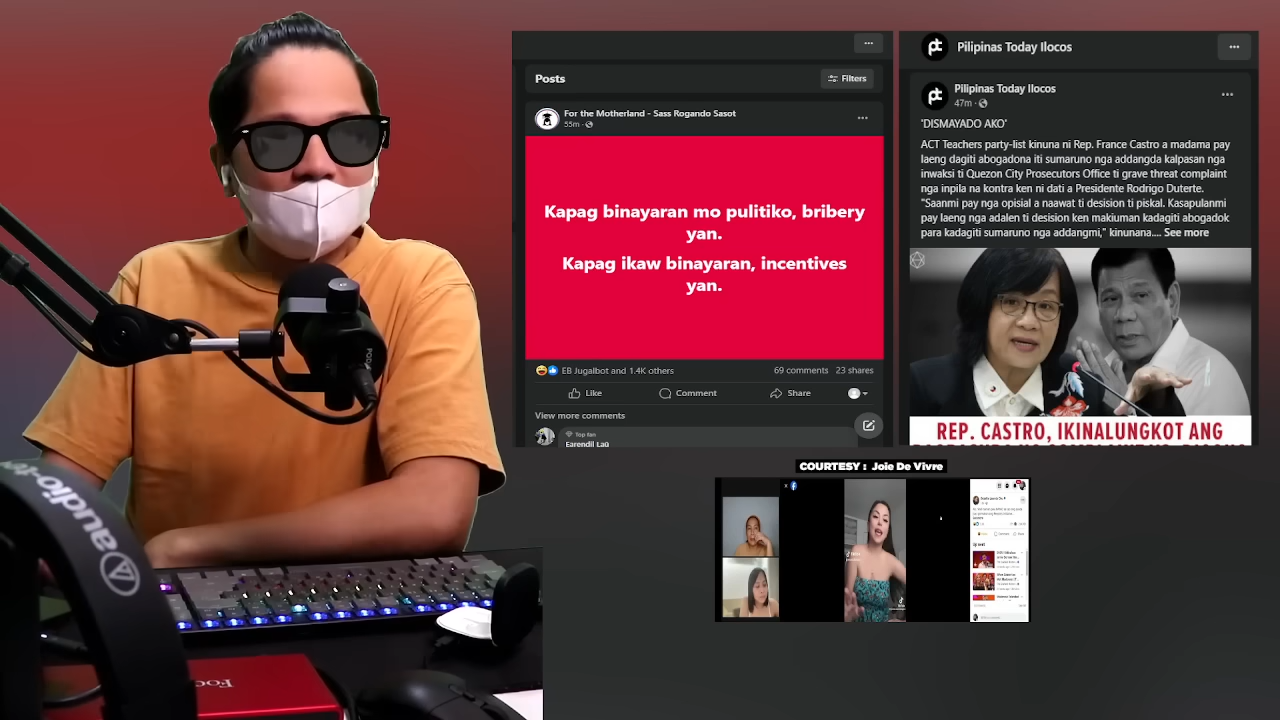 Posts
Filters
For the Motherland - Sass Rogando Sasot
55m
Kapag binayaran mo pulitiko, bribery
yan.
Kapag ikaw binayaran, incentives
yan.
EB Jugalbot and 1.4K others
69 comments 23 shares
Like
Comment
Share
View more comments
Top fan
Earendil Laü
Pilipinas Today Ilocos
Pilipinas Today Ilocos
47m
'DISMAYADO AKO'
ACT Teachers party-list kinuna ni Rep. France Castro a madama pay
laeng dagiti abogadona iti sumaruno nga addangda kalpasan nga
inwaksi ti Quezon City Prosecutors Office ti grave threat complaint
nga inpila na kontra ken ni dati a Presidente Rodrigo Duterte.
"Saanmi pay nga opisial a naawat ti desision ti piskal. Kasapulanmi
pay laeng nga adalen ti desision ken makiuman kadagiti abogadok
para kadagiti sumaruno nga addangmi," kinunana.... See more
REP. CASTRO, IKINALUNGKOT ANG
COURTESY : Joie De Vivre
audio-te
Foc